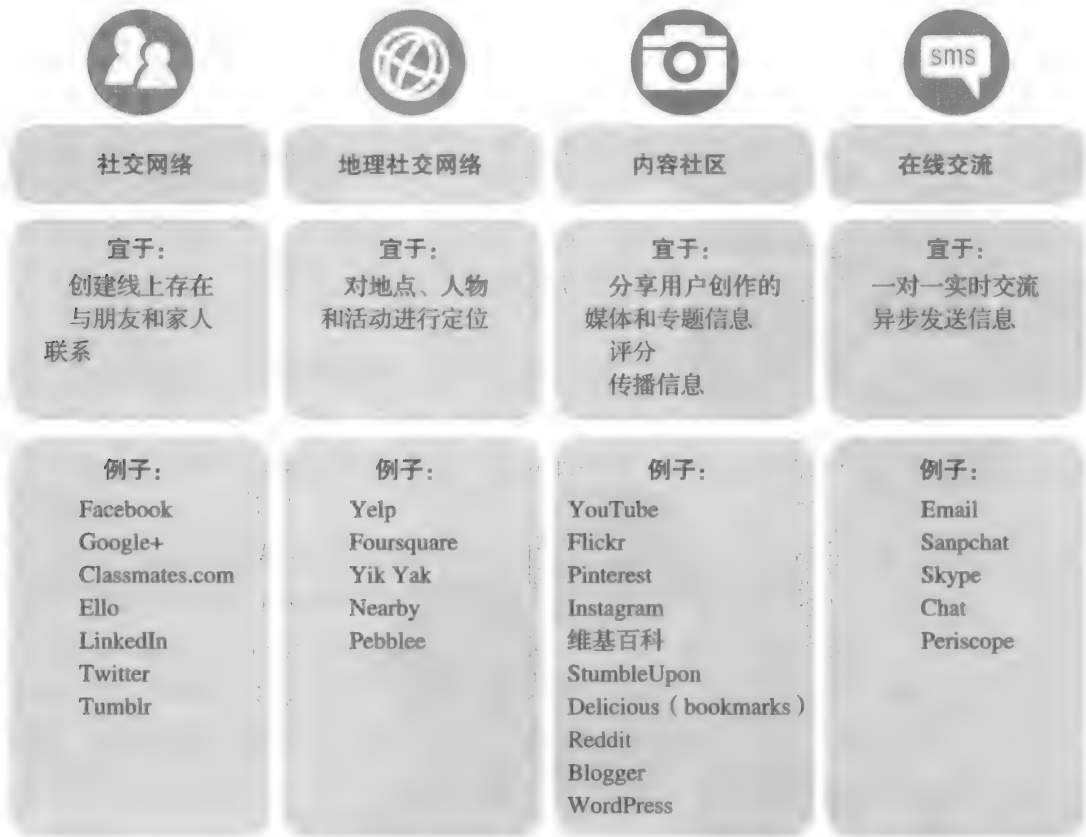 sms
社交网络
地理社交网络
内容社区
在线交流
宜于：
创建线上存在
与朋友和家人
联系
宜于：
对地点、人物
和活动进行定位
宜于：
分享用户创作的
媒体和专题信息
评分
传播信息
宜于：
一对一实时交流
异步发送信息
例子：
Facebook
Google+
Classmates.com
Ello
LinkedIn
Twitter
Tumblr
例子：
Yelp
Foursquare
Yik Yak
Nearby
Pebblee
例子：
YouTube
Flickr
Pinterest
Instagram
维基百科
StumbleUpon
Delicious（bookmarks）
Reddit
Blogger
WordPress
例子：
Email
Sanpchat
Skype
Chat
Periscope